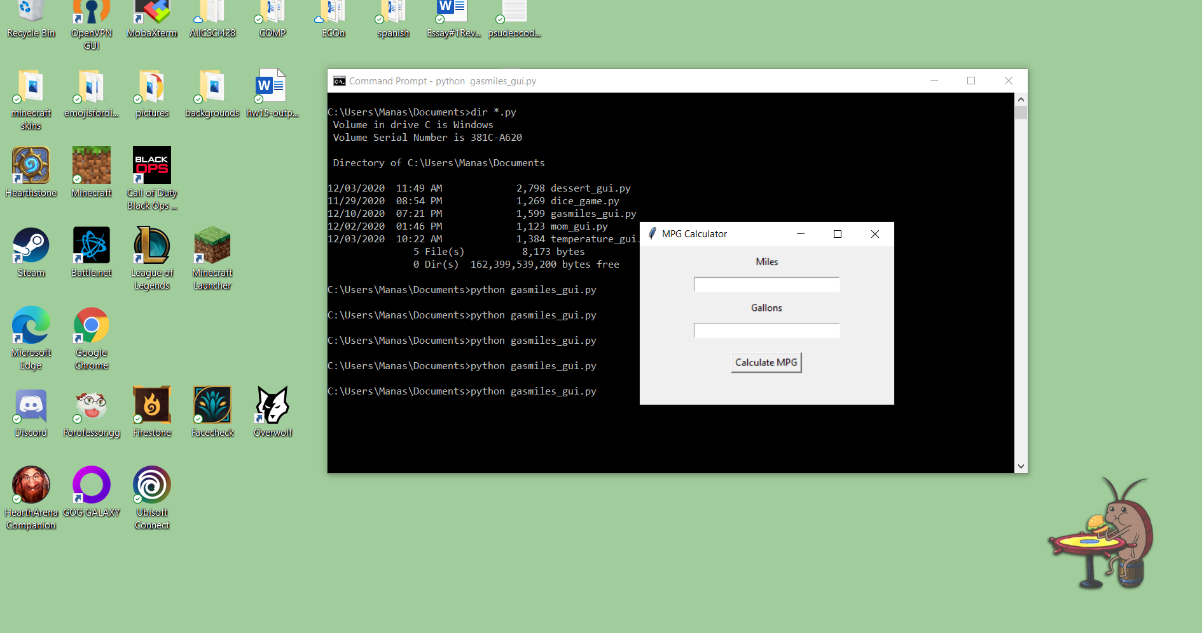 Recycle Bin
OpenVPN GUI
MobaXterm
AllCSCI428
COMP
ECOn
spanish
Essay#1Rev...
psudeocod...
minecraft skins
emojisfordi...
pictures
backgrounds
hw15-outp...
Hearthstone
Minecraft
BLACK OPS
Call of Duty Black Ops ...
Steam
Battle.net
League of Legends
Minecraft Launcher
Microsoft Edge
Google Chrome
Discord
Porofessor.gg
Firestone
Facecheck
Overwolf
HearthArena Companion
GOG GALAXY
Ubisoft Connect
Command Prompt - python  gasmiles_gui.py
C:\Users\Manas\Documents>dir *.py
Volume in drive C is Windows
Volume Serial Number is 381C-A620
Directory of C:\Users\Manas\Documents
12/03/2020  11:49 AM             2,798 dessert_gui.py
11/29/2020  08:54 PM             1,269 dice_game.py
12/10/2020  07:21 PM             1,599 gasmiles_gui.py
12/02/2020  01:46 PM             1,123 mom_gui.py
12/03/2020  10:22 AM             1,384 temperature_gui.
5 File(s)          8,173 bytes
0 Dir(s)  162,399,539,200 bytes free
C:\Users\Manas\Documents>python gasmiles_gui.py
C:\Users\Manas\Documents>python gasmiles_gui.py
C:\Users\Manas\Documents>python gasmiles_gui.py
C:\Users\Manas\Documents>python gasmiles_gui.py
C:\Users\Manas\Documents>python gasmiles_gui.py
MPG Calculator
Miles
Gallons
Calculate MPG